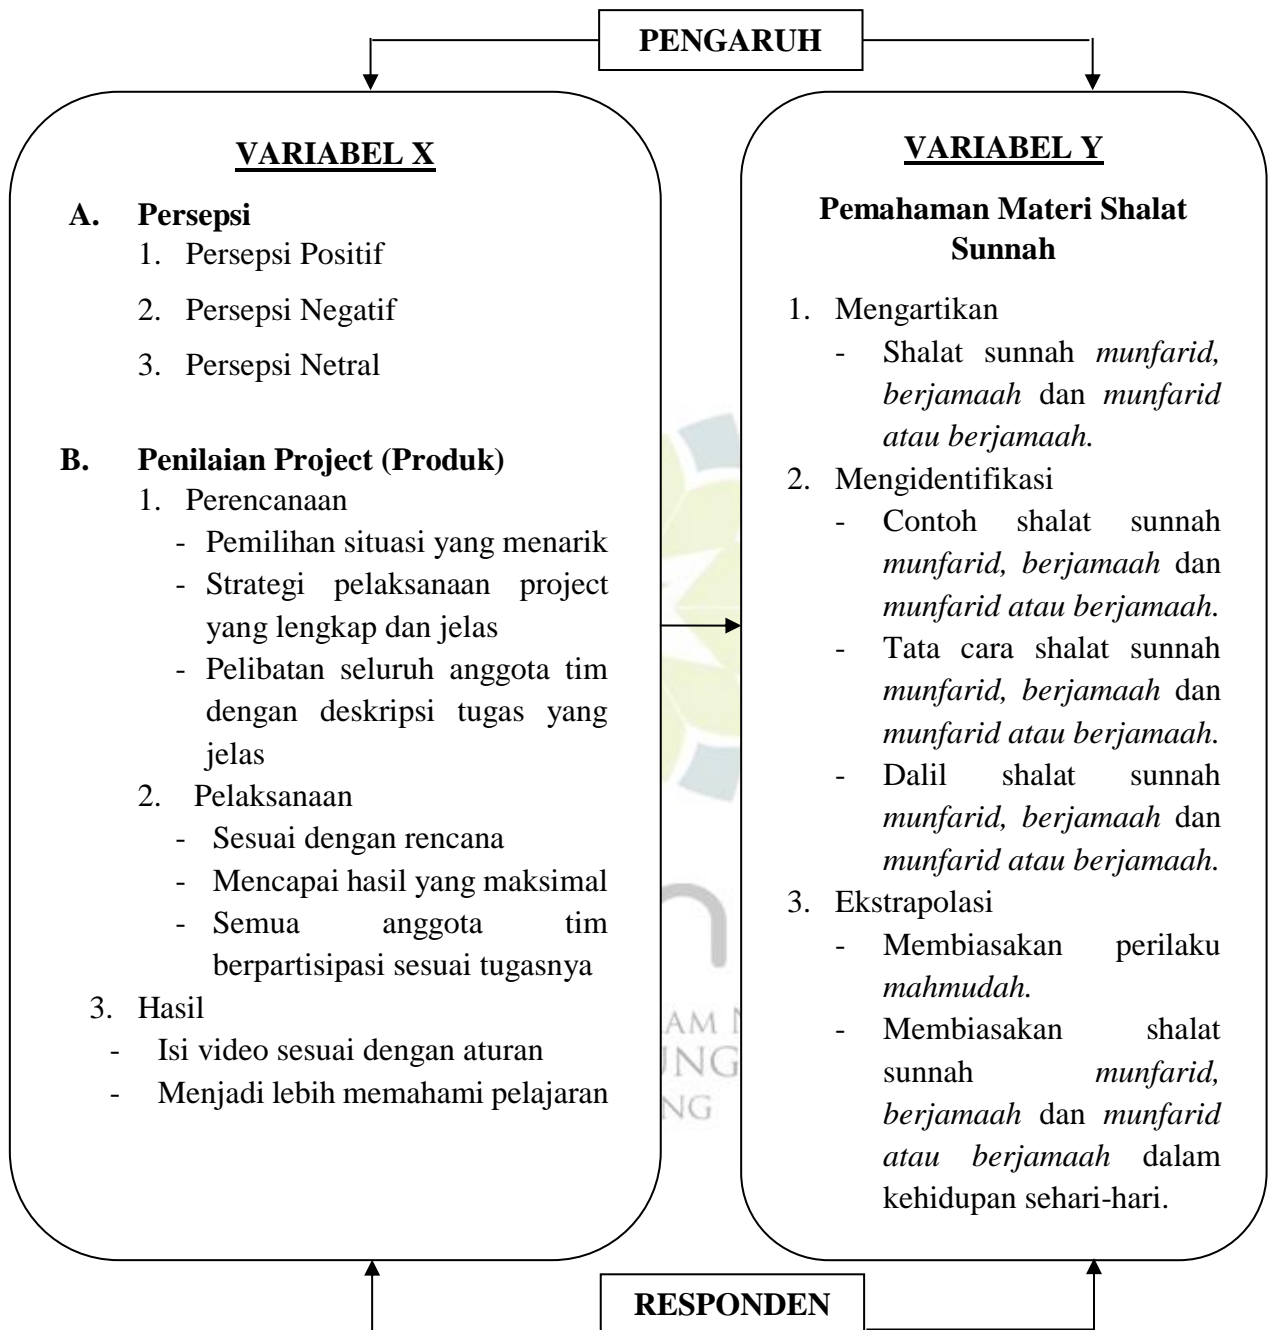 PENGARUH
VARIABEL X
A. Persepsi
1. Persepsi Positif
2. Persepsi Negatif
3. Persepsi Netral
B. Penilaian Project (Produk)
1. Perencanaan
- Pemilihan situasi yang menarik
- Strategi pelaksanaan project
yang lengkap dan jelas
- Pelibatan seluruh anggota tim
dengan deskripsi tugas yang
jelas
2. Pelaksanaan
- Sesuai dengan rencana
- Mencapai hasil yang maksimal
- Semua anggota tim
berpartisipasi sesuai tugasnya
3. Hasil
- Isi video sesuai dengan aturan
- Menjadi lebih memahami pelajaran
VARIABEL Y
Pemahaman Materi Shalat
Sunnah
1. Mengartikan
- Shalat sunnah munfarid,
berjamaah dan munfarid
atau berjamaah.
2. Mengidentifikasi
- Contoh shalat sunnah
munfarid, berjamaah dan
munfarid atau berjamaah.
- Tata cara shalat sunnah
munfarid, berjamaah dan
munfarid atau berjamaah.
- Dalil shalat sunnah
munfarid, berjamaah dan
munfarid atau berjamaah.
3. Ekstrapolasi
- Membiasakan perilaku
mahmudah.
- Membiasakan shalat
sunnah munfarid,
berjamaah dan munfarid
atau berjamaah dalam
kehidupan sehari-hari.
RESPONDEN